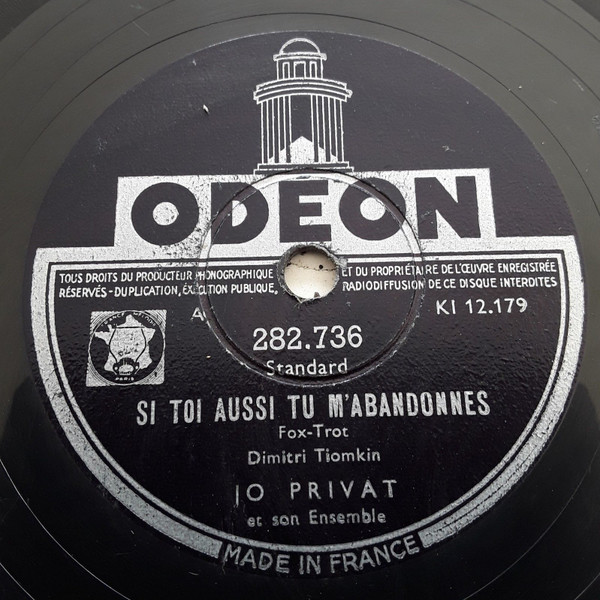 ODEON
TOUS DROITS DU PRODUCTEUR PHONOGRAPHIQUE ET DU PROPRIÉTAIRE DE L'ŒUVRE ENREGISTRÉE
RÉSERVÉS - DUPLICATION, EXÉCUTION PUBLIQUE, RADIODIFFUSION DE CE DISQUE INTERDITES
A
KI 12.179
282.736
Standard
PARIS
SI TOI AUSSI TU M'ABANDONNES
Fox-Trot
Dimitri Tiomkin
JO PRIVAT
et son Ensemble
MADE IN FRANCE